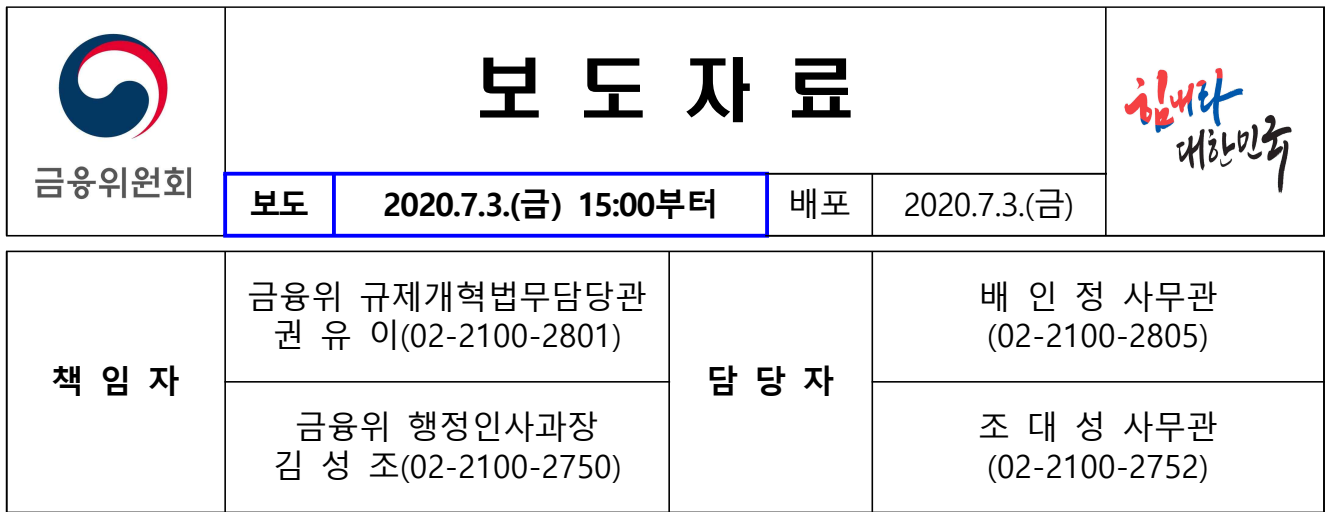 금융위원회
보 도 자 료
힘내라
대한민국
보도 2020.7.3.(금) 15:00부터 배포 2020.7.3.(금)
책 임 자
금융위 규제개혁법무담당관
권 유 이(02-2100-2801)
금융위 행정인사과장
김 성 조(02-2100-2750)
담 당 자
배 인 정 사무관
(02-2100-2805)
조 대 성 사무관
(02-2100-2752)